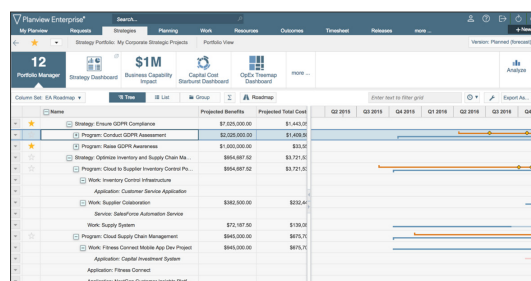 Planview Enterprise®
Search...
My Planview Home Strategies Planning Work Resources Outcomes Timesheet Releases more ... + New
Strategy Portfolio: My Corporate Strategic Projects Portfolio View Version: Planned (forecast)
12 $1M
Portfolio Manager Strategy Dashboard Business Capability Impact Capital Cost Starburst Dashboard OpEx Treemap Dashboard more ... Analyze
Column Set: EA Roadmap Tree List Group Σ Roadmap Enter text to filter grid Export As...
Name Projected Benefits Projected Total Cost Q2 2015 Q3 2015 Q4 2015 Q1 2016 Q2 2016 Q3 2016 Q4
Strategy: Ensure GDPR Compliance $7,025,000.00 $1,443,0
Program: Conduct GDPR Assessment $2,025,000.00 $1,409,5
Program: Raise GDPR Awareness $1,000,000.00 $33,5
Strategy: Optimize Inventory and Supply Chain Ma... $954,687.52 $3,721,5
Program: Cloud to Supplier Inventory Control Po... $954,687.52 $3,721,5
Work: Inventory Control Infrastructure
Application: Customer Service Application
Work: Supplier Colaboration $382,500.00 $232,4
Service: SalesForce Automation Service
Work: Supply System $72,187.50 $139,0
Program: Cloud Supply Chain Management $945,000.00 $675,7
Work: Fitness Connect Mobile App Dev Project $945,000.00 $675,7
Application: Capital Investment System
Application: Fitness Connect